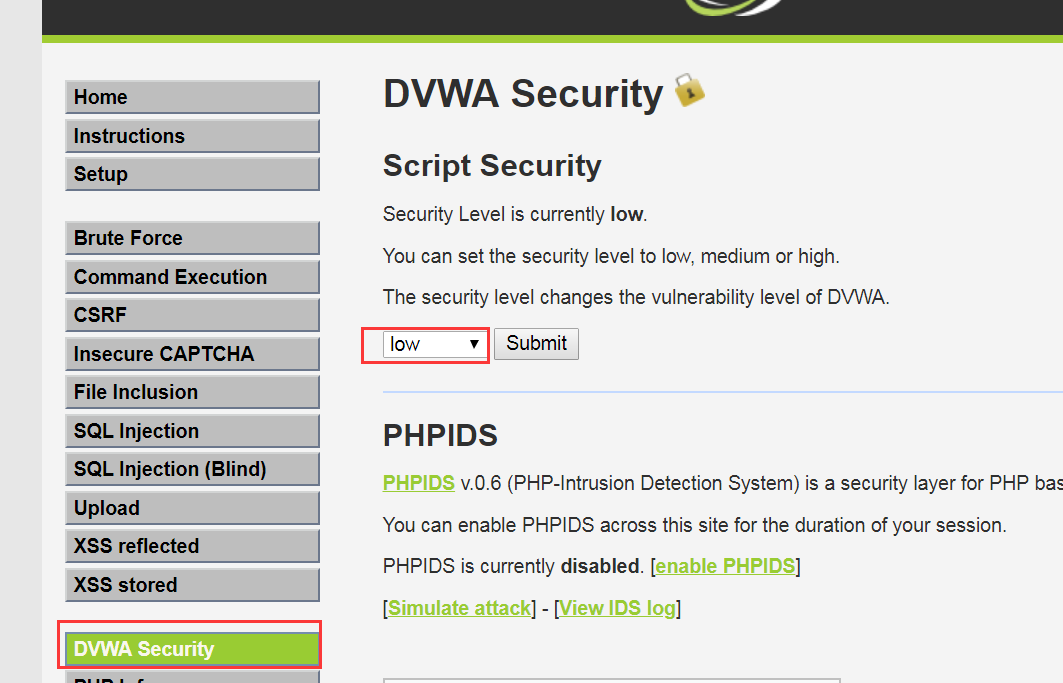 Home
Instructions
Setup
Brute Force
Command Execution
CSRF
Insecure CAPTCHA
File Inclusion
SQL Injection
SQL Injection (Blind)
Upload
XSS reflected
XSS stored
DVWA Security
DVWA Security
Script Security
Security Level is currently low.
You can set the security level to low, medium or high.
The security level changes the vulnerability level of DVWA.
low
Submit
PHPIDS
PHPIDS v.0.6 (PHP-Intrusion Detection System) is a security layer for PHP
You can enable PHPIDS across this site for the duration of your session.
PHPIDS is currently disabled. [enable PHPIDS]
[Simulate attack] - [View IDS log]